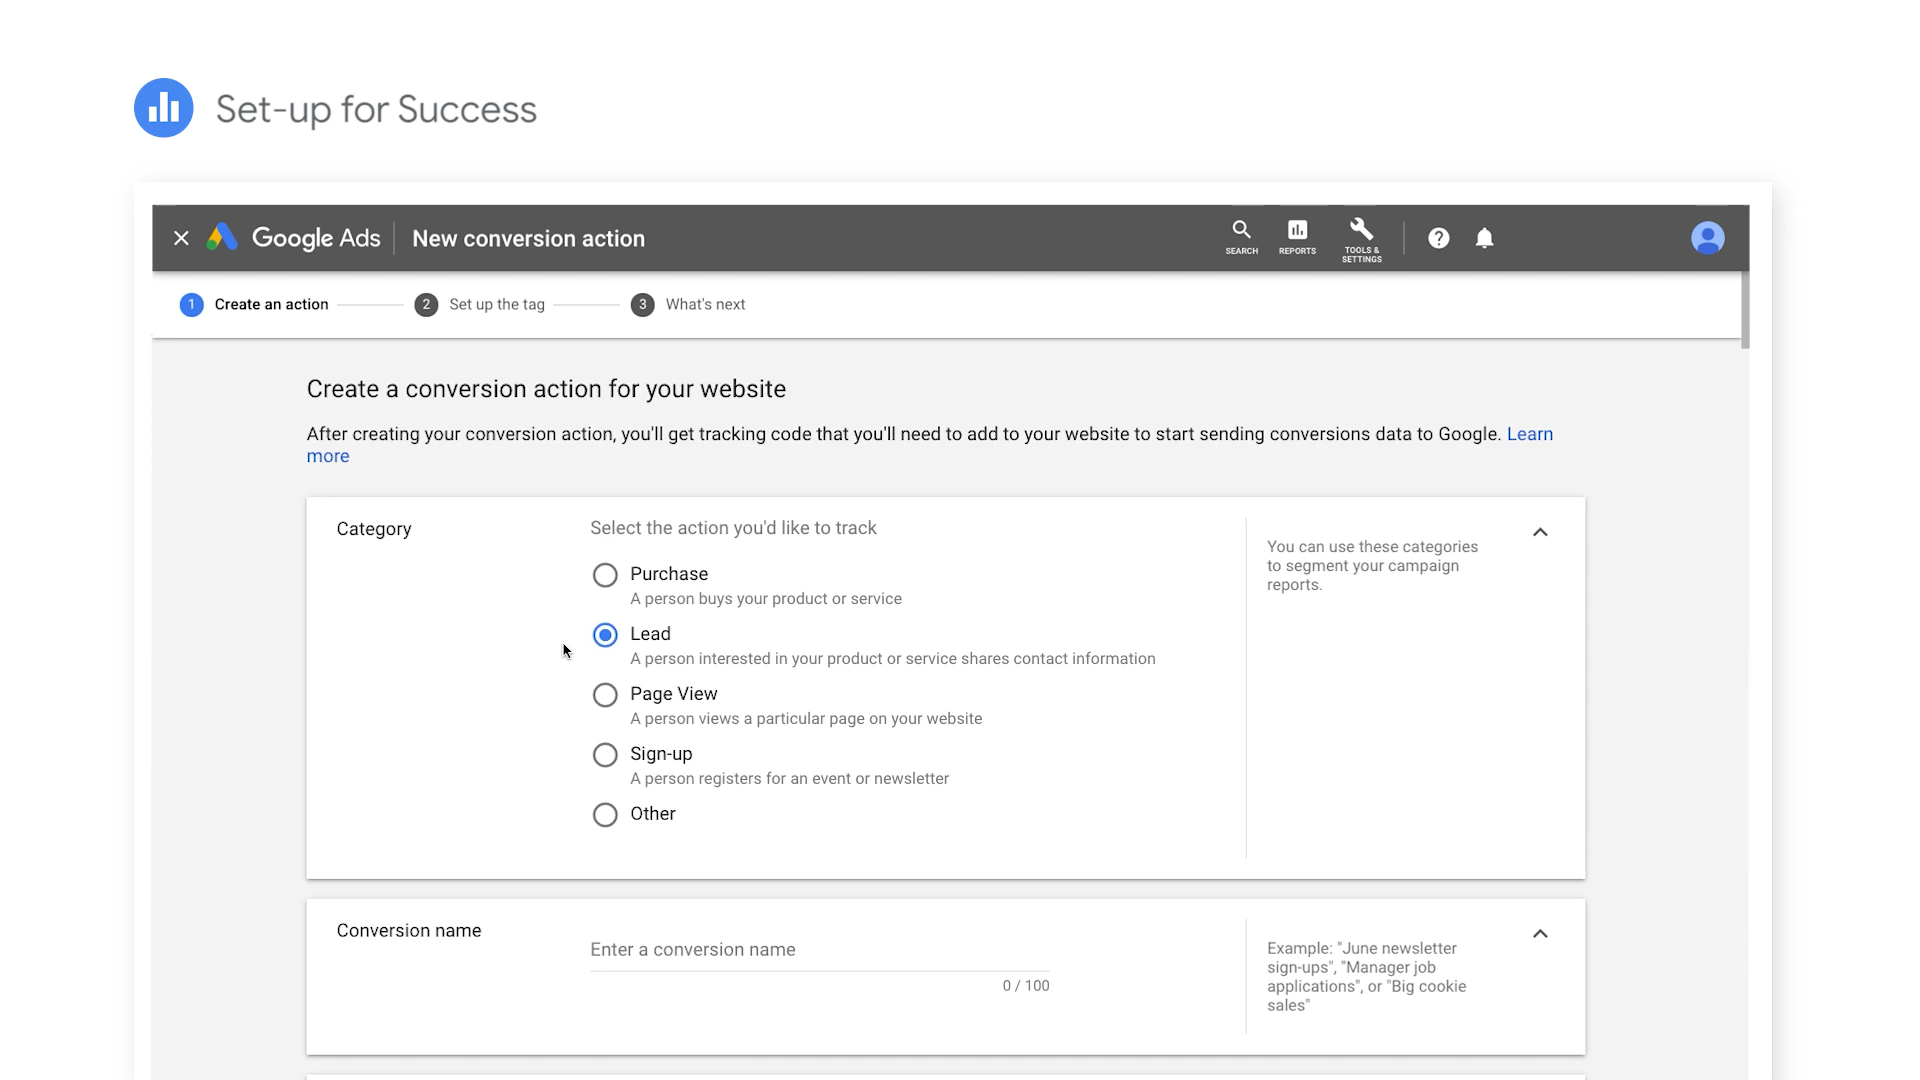 Set-up for Success
Google Ads
New conversion action
SEARCH
REPORTS
TOOLS &
SETTINGS
1 Create an action
2 Set up the tag
3 What's next
Create a conversion action for your website
After creating your conversion action, you'll get tracking code that you'll need to add to your website to start sending conversions data to Google. Learn
more
Category
Select the action you'd like to track
Purchase
A person buys your product or service
Lead
A person interested in your product or service shares contact information
Page View
A person views a particular page on your website
Sign-up
A person registers for an event or newsletter
Other
You can use these categories
to segment your campaign
reports.
Conversion name
Enter a conversion name
0 / 100
Example: "June newsletter
sign-ups", "Manager job
applications", or "Big cookie
sales"